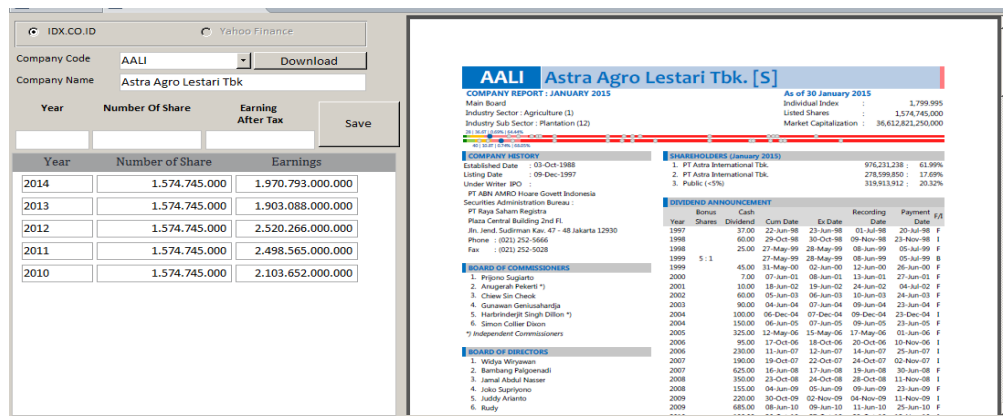 IDX.CO.ID Yahoo Finance
Company Code AALI Download
Company Name Astra Agro Lestari Tbk
Year Number Of Share Earning After Tax Save
Year Number of Share Earnings
2014 1.574.745.000 1.970.793.000.000
2013 1.574.745.000 1.903.088.000.000
2012 1.574.745.000 2.520.266.000.000
2011 1.574.745.000 2.498.565.000.000
2010 1.574.745.000 2.103.652.000.000
AALI Astra Agro Lestari Tbk. [S]
COMPANY REPORT : JANUARY 2015 As of 30 January 2015
Main Board Individual Index : 1,799.995
Industry Sector : Agriculture (1) Listed Shares : 1,574,745,000
Industry Sub Sector : Plantation (12) Market Capitalization : 36,612,821,250,000
COMPANY HISTORY
Established Date : 03-Oct-1988
Listing Date : 09-Dec-1997
Under Writer IPO :
PT ABN AMRO Hoare Govett Indonesia
Securities Administration Bureau :
PT Raya Saham Registra
Plaza Central Building 2nd Fl.
Jln. Jend. Sudirman Kav. 47 - 48 Jakarta 12930
Phone : (021) 252-5666
Fax : (021) 252-5028
BOARD OF COMMISSIONERS
1. Prijono Sugiarto
2. Anugerah Pekerti *)
3. Chiew Sin Cheok
4. Gunawan Geniusahardja
5. Harbrinderjit Singh Dillon *)
6. Simon Collier Dixon
*) Independent Commissioners
BOARD OF DIRECTORS
1. Widya Wiryawan
2. Bambang Palgoenadi
3. Jamal Abdul Nasser
4. Joko Supriyono
5. Juddy Arianto
6. Rudy
SHAREHOLDERS (January 2015)
1. PT Astra International Tbk. 976,231,238 : 61.99%
2. PT Astra International Tbk. 278,599,850 : 17.69%
3. Public (<5%) 319,913,912 : 20.32%
DIVIDEND ANNOUNCEMENT
Year Bonus Shares Cash Dividend Cum Date Ex Date Recording Date Payment Date F/I
1997 37.00 22-Jun-98 23-Jun-98 01-Jul-98 20-Jul-98 F
1998 60.00 29-Oct-98 30-Oct-98 09-Nov-98 23-Nov-98 I
1998 25.00 27-May-99 28-May-99 08-Jun-99 05-Jul-99 F
1999 5 : 1 27-May-99 28-May-99 08-Jun-99 05-Jul-99 B
1999 45.00 31-May-00 02-Jun-00 12-Jun-00 26-Jun-00 F
2000 7.00 07-Jun-01 08-Jun-01 13-Jun-01 27-Jun-01 F
2001 10.00 18-Jun-02 19-Jun-02 24-Jun-02 04-Jul-02 F
2002 60.00 05-Jun-03 06-Jun-03 10-Jun-03 24-Jun-03 F
2003 90.00 04-Jun-04 07-Jun-04 09-Jun-04 23-Jun-04 F
2004 100.00 06-Dec-04 07-Dec-04 09-Dec-04 23-Dec-04 I
2004 150.00 06-Jun-05 07-Jun-05 09-Jun-05 23-Jun-05 F
2005 325.00 12-May-06 15-May-06 17-May-06 01-Jun-06 F
2006 95.00 17-Oct-06 18-Oct-06 20-Oct-06 10-Nov-06 I
2006 230.00 11-Jun-07 12-Jun-07 14-Jun-07 25-Jun-07 I
2007 190.00 19-Oct-07 22-Oct-07 24-Oct-07 02-Nov-07 I
2007 625.00 16-Jun-08 17-Jun-08 19-Jun-08 30-Jun-08 F
2008 350.00 23-Oct-08 24-Oct-08 28-Oct-08 11-Nov-08 I
2008 155.00 04-Jun-09 05-Jun-09 09-Jun-09 23-Jun-09 F
2009 220.00 30-Oct-09 02-Nov-09 04-Nov-09 11-Nov-09 I
2009 685.00 08-Jun-10 09-Jun-10 11-Jun-10 25-Jun-10 F